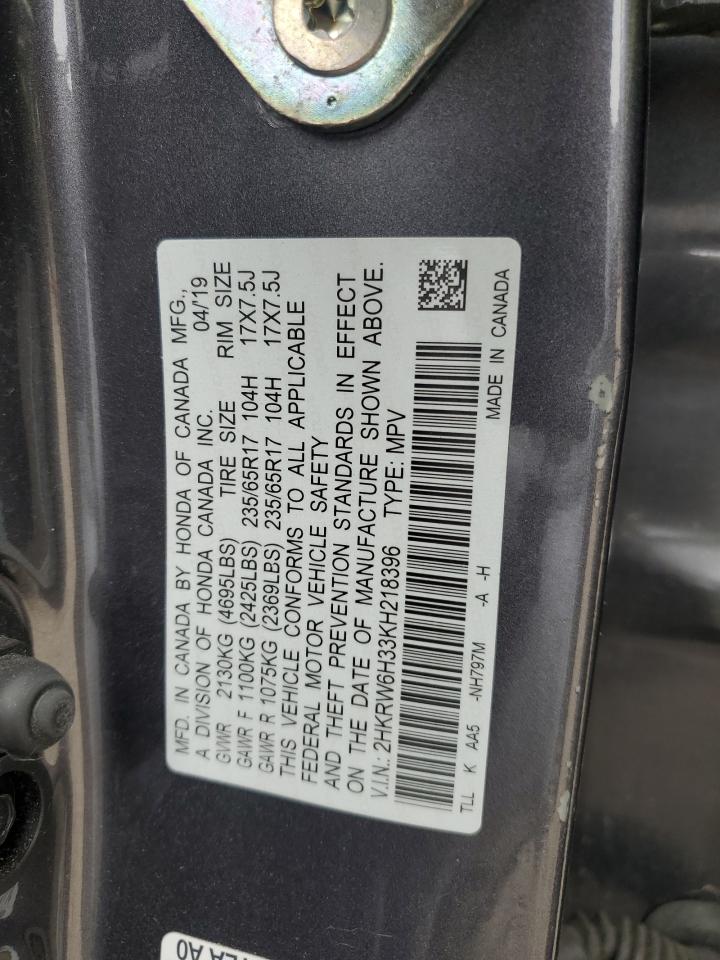 MFD. IN CANADA BY HONDA OF CANADA MFG.,
A DIVISION OF HONDA CANADA INC. 04/'19
GVWR 2130KG (4695LBS) TIRE SIZE RIM SIZE
GAWR F 1100KG (2425LBS) 235/65R17 104H 17X7.5J
GAWR R 1075KG (2369LBS) 235/65R17 104H 17X7.5J
THIS VEHICLE CONFORMS TO ALL APPLICABLE
FEDERAL MOTOR VEHICLE SAFETY
AND THEFT PREVENTION STANDARDS IN EFFECT
ON THE DATE OF MANUFACTURE SHOWN ABOVE.
V.I.N.: 2HKRW6H33KH218396 TYPE: MPV
TLL K AA5 -NH797M -A -H MADE IN CANADA